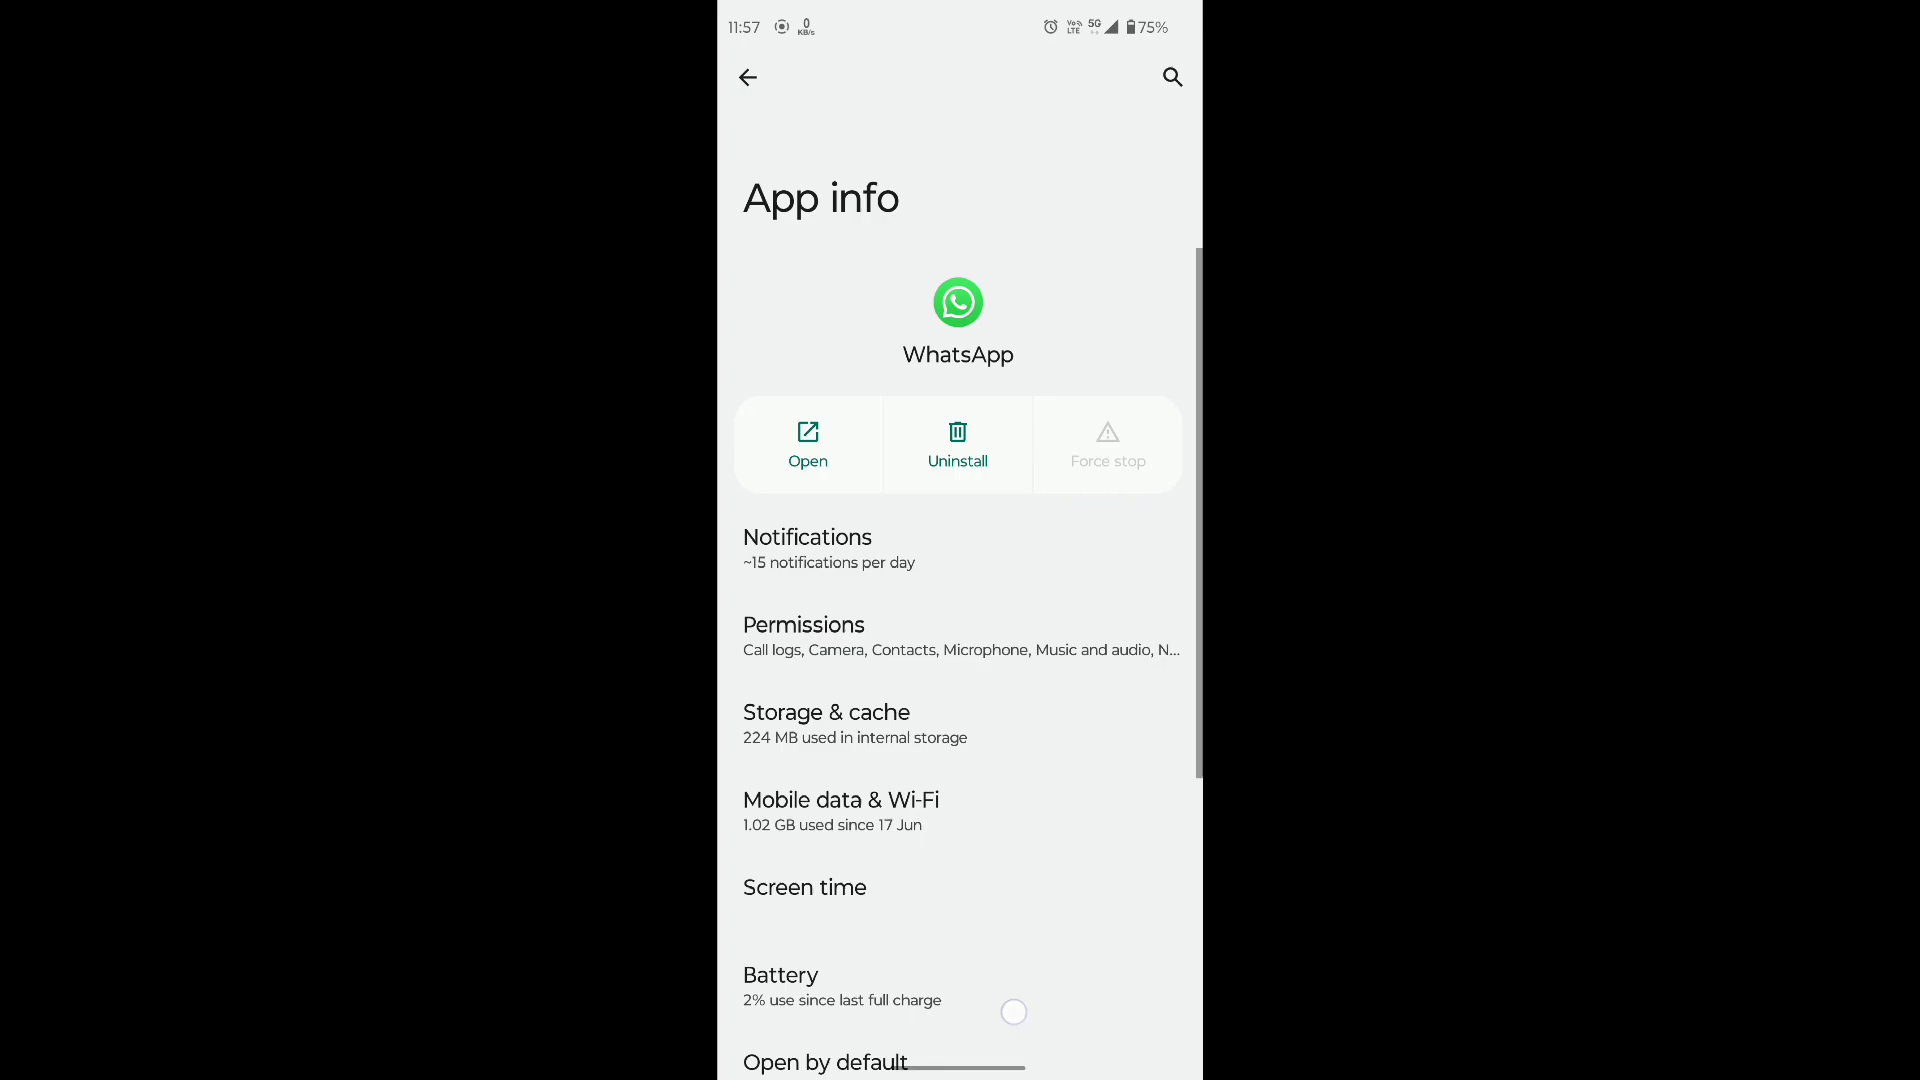 11:57 0 KB/s Vo LTE 5G 75%
App info
WhatsApp
Open Uninstall Force stop
Notifications
~15 notifications per day
Permissions
Call logs, Camera, Contacts, Microphone, Music and audio, N...
Storage & cache
224 MB used in internal storage
Mobile data & Wi-Fi
1.02 GB used since 17 Jun
Screen time
Battery
2% use since last full charge
Open by default